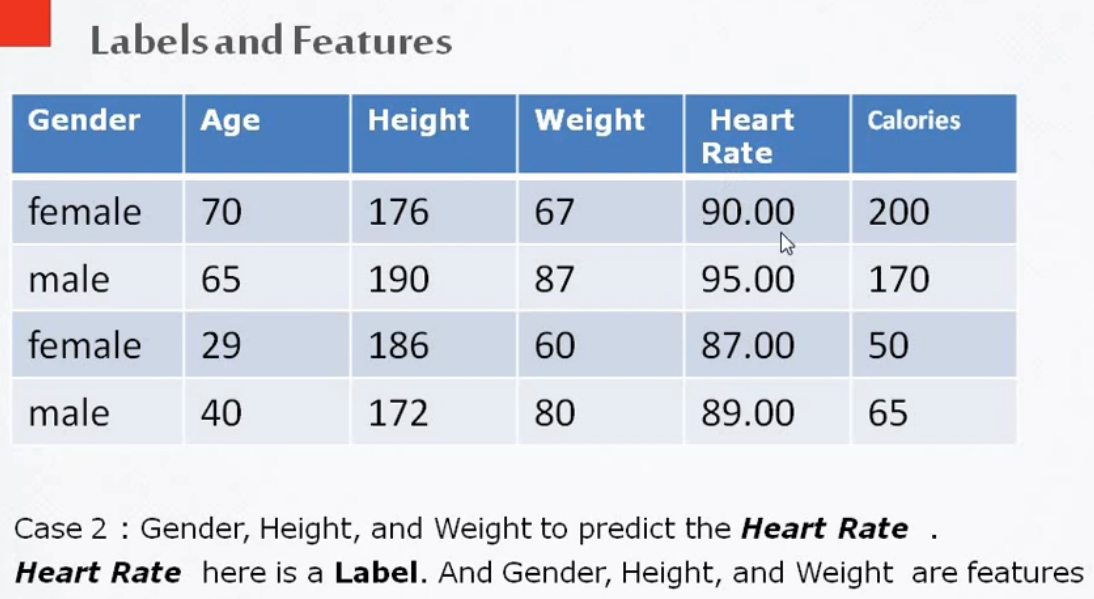 Labels and Features
Gender Age Height Weight Heart Rate Calories
female 70 176 67 90.00 200
male 65 190 87 95.00 170
female 29 186 60 87.00 50
male 40 172 80 89.00 65
Case 2 : Gender, Height, and Weight to predict the Heart Rate .
Heart Rate here is a Label. And Gender, Height, and Weight are features